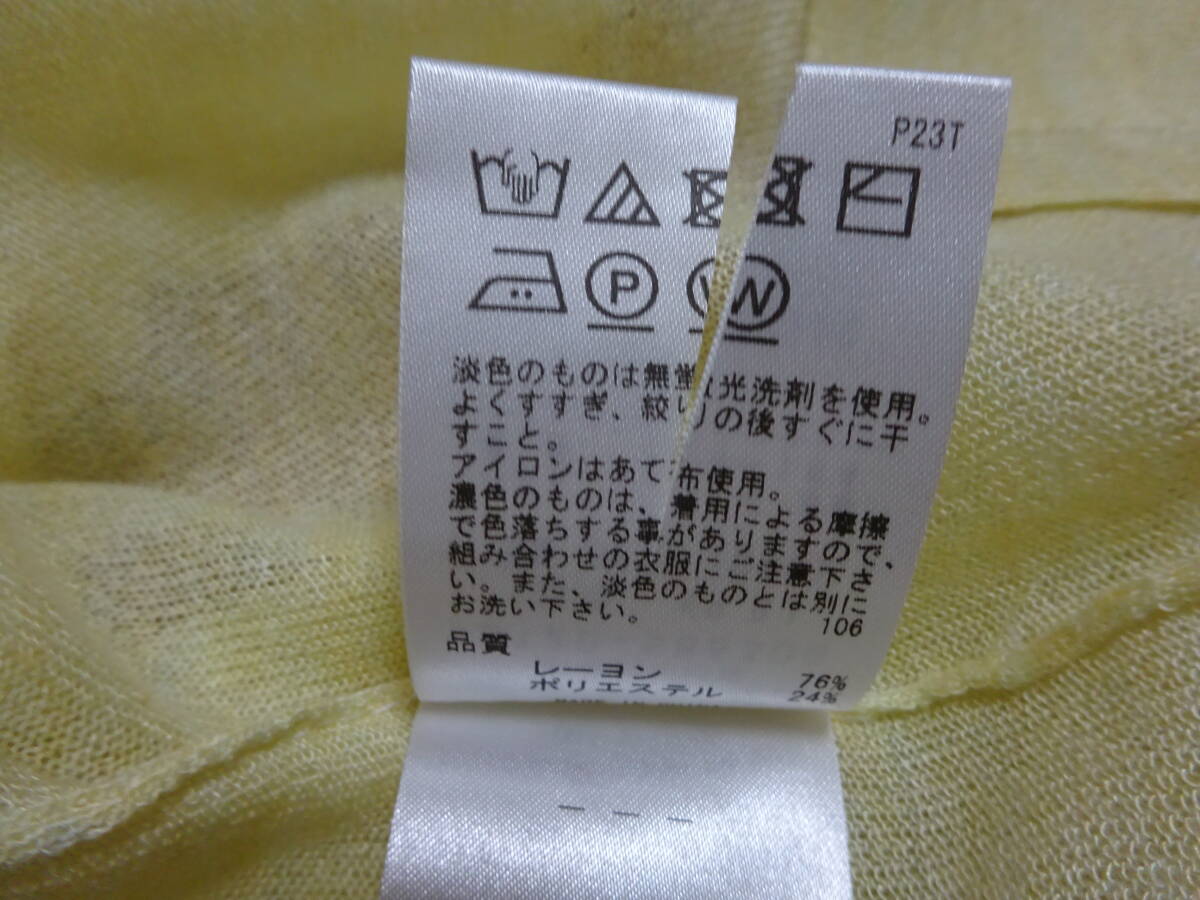 P23T
P W
淡色のものは無蛍光洗剤を使用。
よくすすぎ、絞りの後すぐに干
すこと。
アイロンはあて布使用。
濃色のものは、着用による摩擦
で色落ちする事がありますので、
組み合わせの衣服にご注意下さ
い。また、淡色のものとは別に
お洗い下さい。
106
品質
レーヨン 76%
ポリエステル 24%